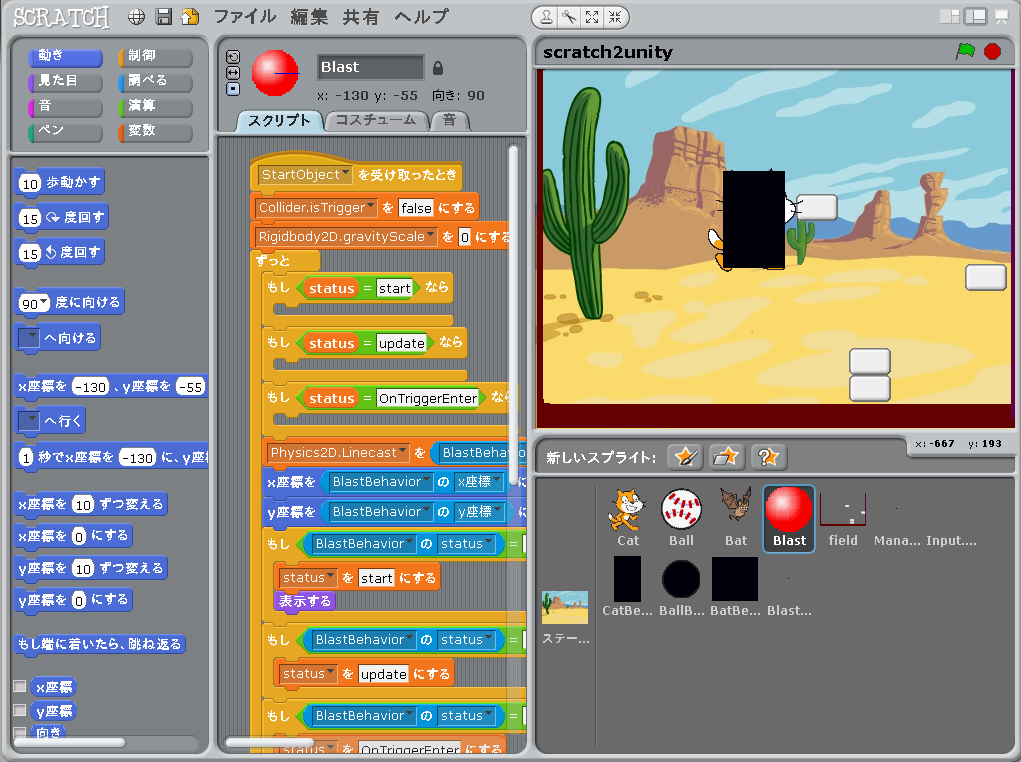 SCRATCH ファイル 編集 共有 ヘルプ
動き 制御
見た目 調べる
音 演算
ペン 変数
10 歩動かす
15 度回す
15 度回す
90 度に向ける
へ向ける
x座標を -130 、y座標を -55
へ行く
1 秒でx座標を -130 に、y座
x座標を 10 ずつ変える
x座標を 0 にする
y座標を 10 ずつ変える
y座標を 0 にする
もし端に着いたら、跳ね返る
x座標
y座標
向き
Blast
x: -130 y: -55 向き: 90
スクリプト コスチューム 音
StartObject を受け取ったとき
Collider.isTrigger を false にする
Rigidbody2D.gravityScale を 0 にする
ずっと
もし status = start なら
もし status = update なら
もし status = OnTriggerEnter なら
Physics2D.Linecast を BlastBehavio
x座標を BlastBehavior の x座標 に
y座標を BlastBehavior の y座標 に
もし BlastBehavior の status =
status を start にする
表示する
もし BlastBehavior の status =
status を update にする
もし BlastBehavior の status =
status を OnTriggerEnter にする
scratch2unity
x: -667 y: 193
新しいスプライト:
Cat Ball Bat Blast field Mana... Input....
CatBe... BallB... BatBe... Blast...
ステー...